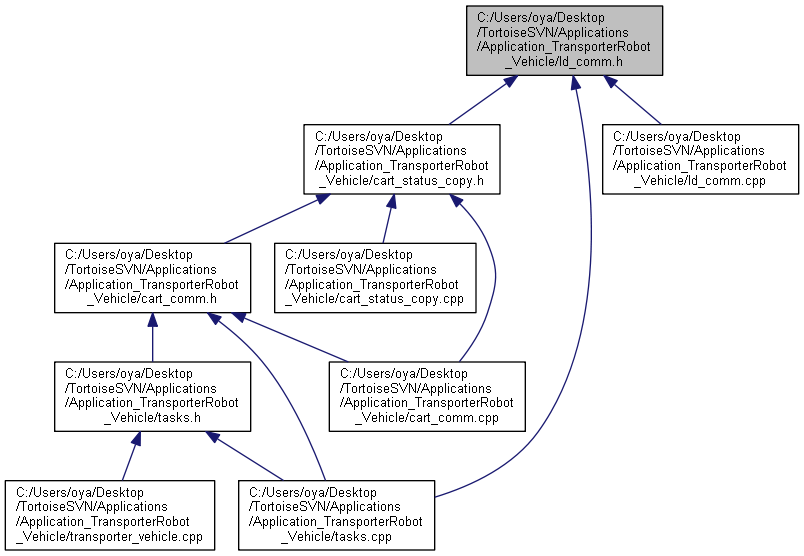 C:/Users/oya/Desktop
/TortoiseSVN/Applications
/Application_TransporterRobot
_Vehicle/ld_comm.h
C:/Users/oya/Desktop
/TortoiseSVN/Applications
/Application_TransporterRobot
_Vehicle/cart_status_copy.h
C:/Users/oya/Desktop
/TortoiseSVN/Applications
/Application_TransporterRobot
_Vehicle/ld_comm.cpp
C:/Users/oya/Desktop
/TortoiseSVN/Applications
/Application_TransporterRobot
_Vehicle/cart_comm.h
C:/Users/oya/Desktop
/TortoiseSVN/Applications
/Application_TransporterRobot
_Vehicle/cart_status_copy.cpp
C:/Users/oya/Desktop
/TortoiseSVN/Applications
/Application_TransporterRobot
_Vehicle/tasks.h
C:/Users/oya/Desktop
/TortoiseSVN/Applications
/Application_TransporterRobot
_Vehicle/cart_comm.cpp
C:/Users/oya/Desktop
/TortoiseSVN/Applications
/Application_TransporterRobot
_Vehicle/transporter_vehicle.cpp
C:/Users/oya/Desktop
/TortoiseSVN/Applications
/Application_TransporterRobot
_Vehicle/tasks.cpp